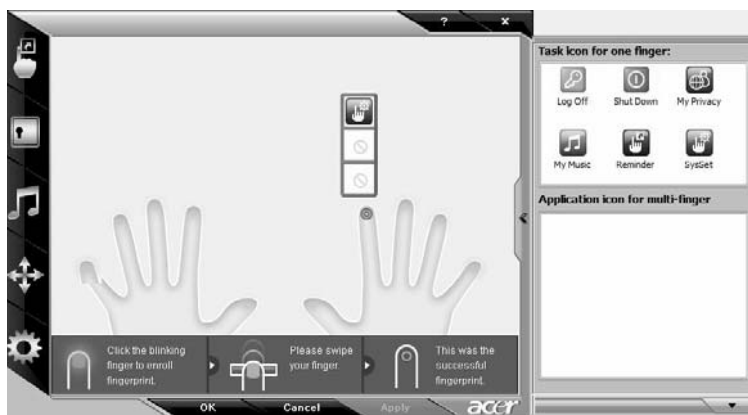 ? x
Task icon for one finger:
Log Off Shut Down My Privacy
My Music Reminder SysSet
Application icon for multi-finger
Click the blinking
finger to enroll
fingerprint.
Please swipe
your finger
This was the
successful
fingerprint.
OK Cancel Apply acer